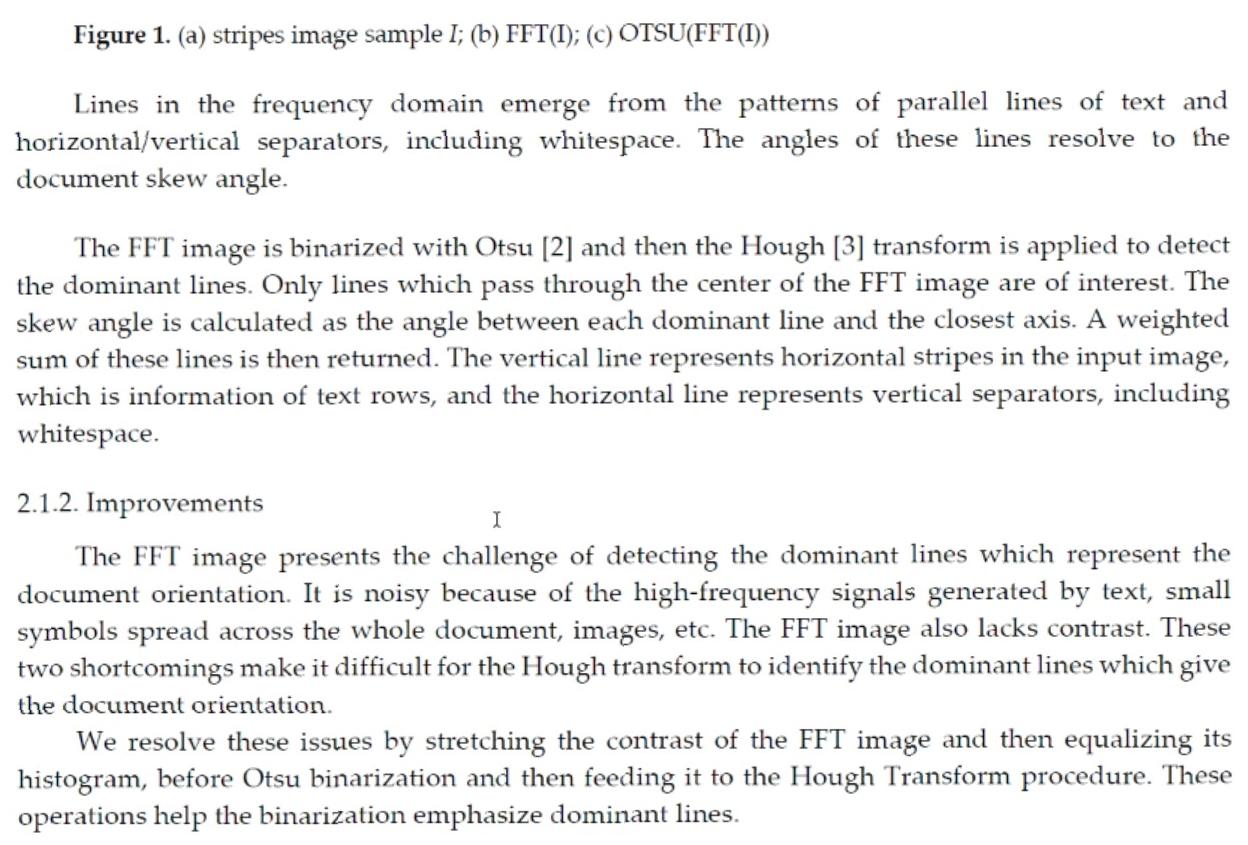 Figure 1. (a) stripes image sample I; (b) FFT(I); (c) OTSU(FFT(I))
Lines in the frequency domain emerge from the patterns of parallel lines of text and
horizontal/vertical separators, including whitespace. The angles of these lines resolve to the
document skew angle.
The FFT image is binarized with Otsu [2] and then the Hough [3] transform is applied to detect
the dominant lines. Only lines which pass through the center of the FFT image are of interest. The
skew angle is calculated as the angle between each dominant line and the closest axis. A weighted
sum of these lines is then returned. The vertical line represents horizontal stripes in the input image,
which is information of text rows, and the horizontal line represents vertical separators, including
whitespace.
2.1.2. Improvements
The FFT image presents the challenge of detecting the dominant lines which represent the
document orientation. It is noisy because of the high-frequency signals generated by text, small
symbols spread across the whole document, images, etc. The FFT image also lacks contrast. These
two shortcomings make it difficult for the Hough transform to identify the dominant lines which give
the document orientation.
We resolve these issues by stretching the contrast of the FFT image and then equalizing its
histogram, before Otsu binarization and then feeding it to the Hough Transform procedure. These
operations help the binarization emphasize dominant lines.